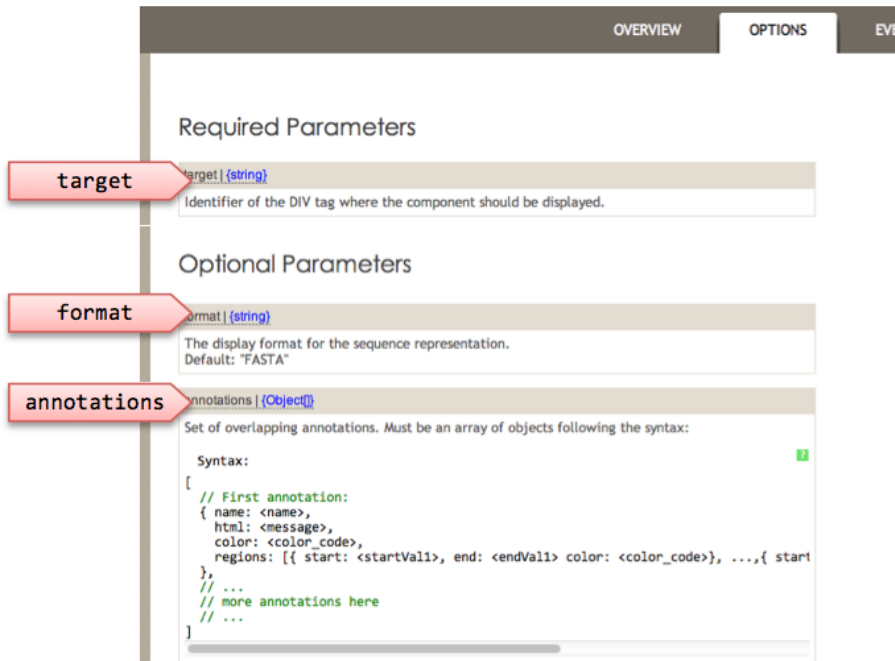 OVERVIEW OPTIONS
Required Parameters
target
target | {string}
Identifier of the DIV tag where the component should be displayed.
Optional Parameters
format
format | {string}
The display format for the sequence representation.
Default: "FASTA"
annotations
annotations | {Object[]}
Set of overlapping annotations. Must be an array of objects following the syntax:
Syntax:
?
[
// First annotation:
{ name: <name>,
html: <message>,
color: <color_code>,
regions: [{ start: <startVal1>, end: <endVal1> color: <color_code>}, ...,{ start
},
// ...
// more annotations here
// ...
]